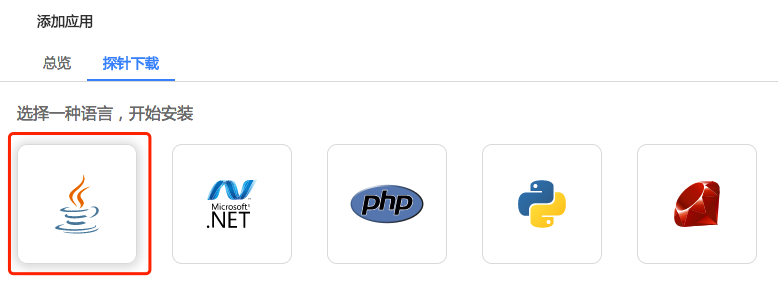 添加应用
总览 探针下载
选择一种语言，开始安装
Microsoft®
.NET
php